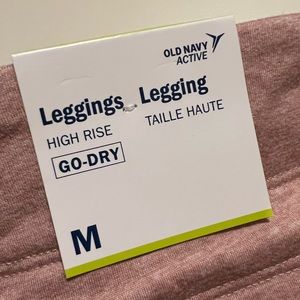 OLD NAVY
ACTIVE
Leggings Legging
HIGH RISE TAILLE HAUTE
GO-DRY
M